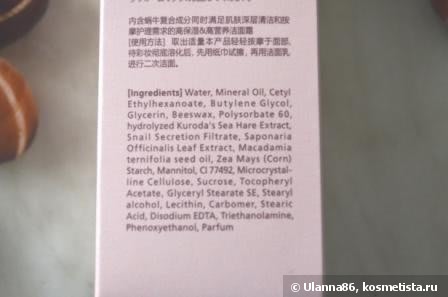 内含蜗牛复合成分同时满足肌肤深层清洁和按
摩护理需求的高保湿&高营养洁面霜
[使用方法] 取出适量本产品轻轻按摩于面部,
待彩妆彻底溶化后, 先用纸巾试擦, 再用洁面乳
进行二次洁面。
[Ingredients] Water, Mineral Oil, Cetyl
Ethylhexanoate, Butylene Glycol,
Glycerin, Beeswax, Polysorbate 60,
hydrolyzed Kuroda's Sea Hare Extract,
Snail Secretion Filtrate, Saponaria
Officinalis Leaf Extract, Macadamia
ternifolia seed oil, Zea Mays (Corn)
Starch, Mannitol, CI 77492, Microcrystal-
line Cellulose, Sucrose, Tocopheryl
Acetate, Glyceryl Stearate SE, Stearyl
alcohol, Lecithin, Carbomer, Stearic
Acid, Disodium EDTA, Triethanolamine,
Phenoxyethanol, Parfum
© Ulanna86, kosmetista.ru